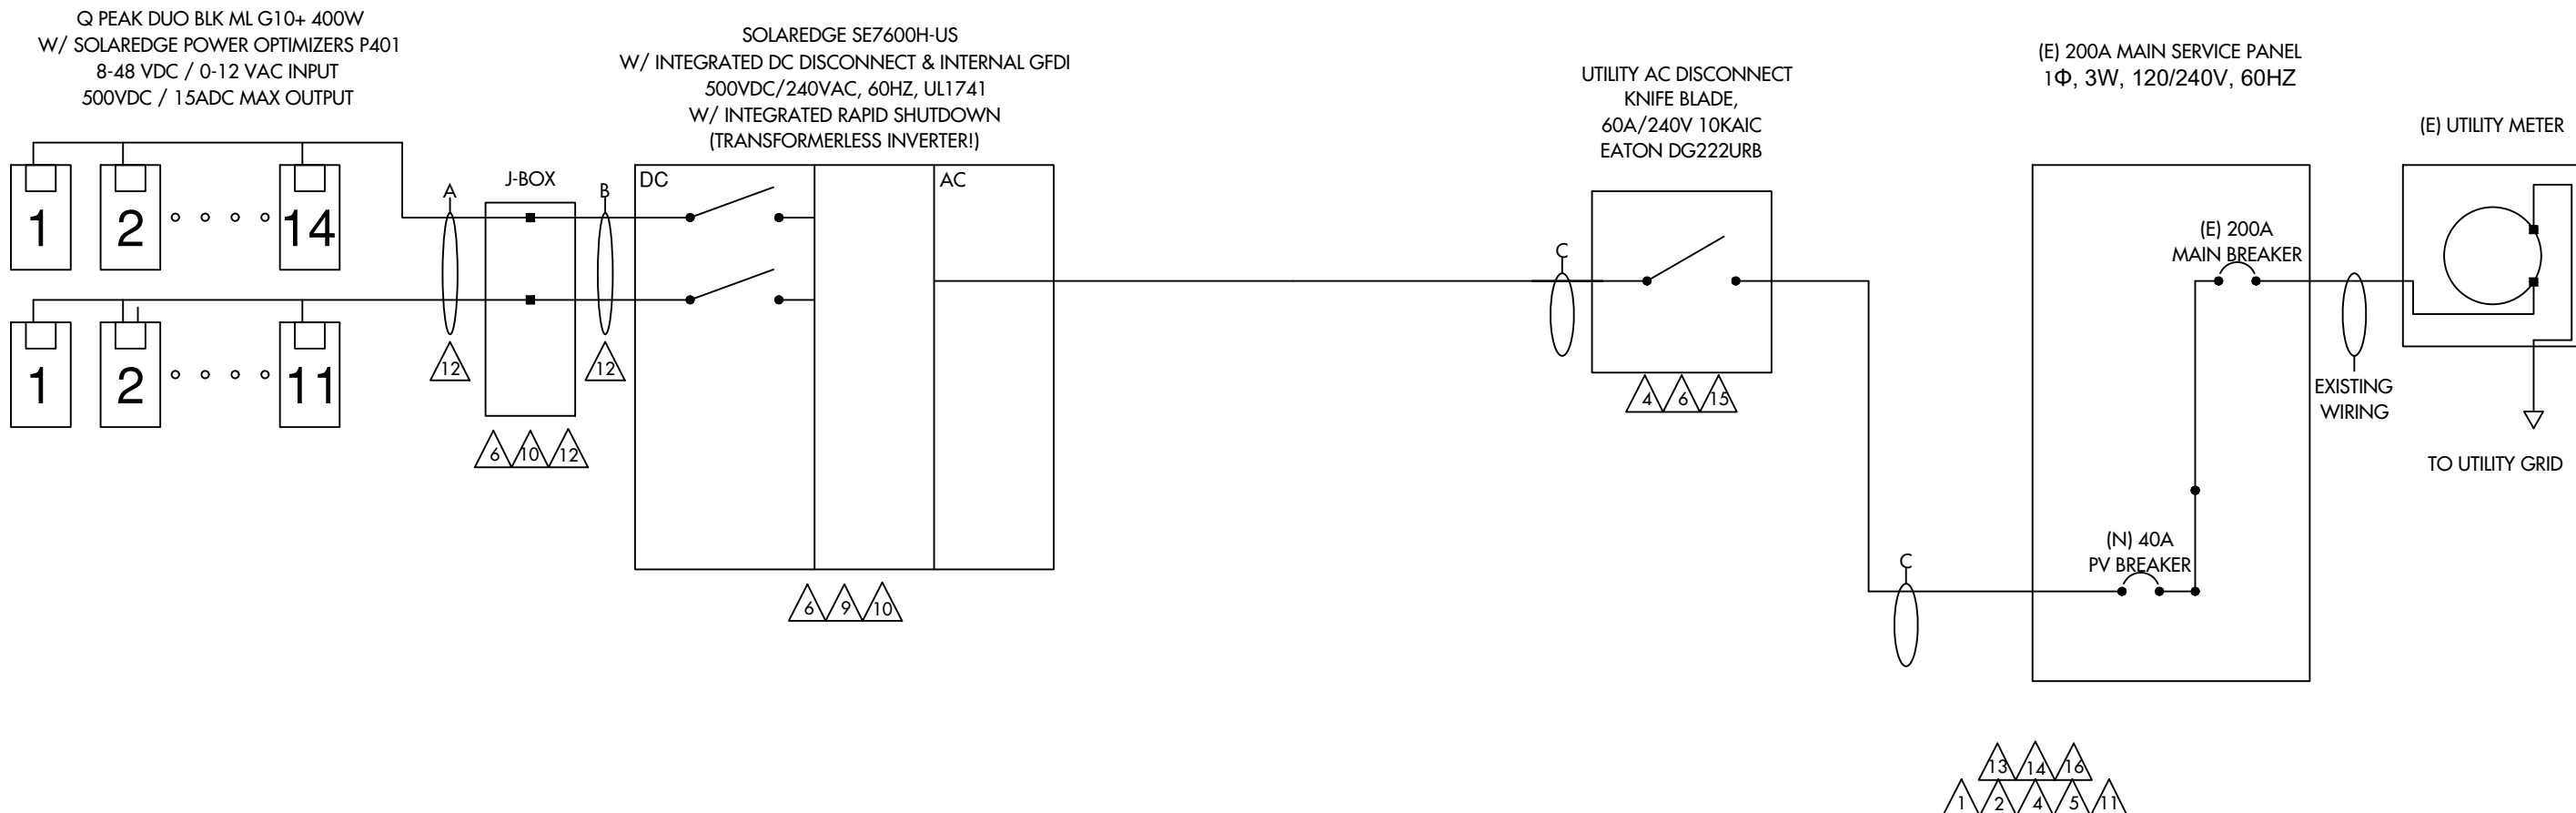 Q PEAK DUO BLK ML G10+ 400W
W/ SOLAREDGE POWER OPTIMIZERS P401
8-48 VDC / 0-12 VAC INPUT
500VDC / 15ADC MAX OUTPUT
SOLAREDGE SE7600H-US
W/ INTEGRATED DC DISCONNECT & INTERNAL GFDI
500VDC/240VAC, 60HZ, UL1741
W/ INTEGRATED RAPID SHUTDOWN
(TRANSFORMERLESS INVERTER!)
UTILITY AC DISCONNECT
KNIFE BLADE,
60A/240V 10KAIC
EATON DG222URB
(E) 200A MAIN SERVICE PANEL
1Φ, 3W, 120/240V, 60HZ
(E) UTILITY METER
1
2
14
A
J-BOX
B
DC
AC
1
2
11
12
12
6
10
12
6
9
10
C
4
6
15
(E) 200A
MAIN BREAKER
EXISTING
WIRING
TO UTILITY GRID
(N) 40A
PV BREAKER
C
13
14
16
1
2
4
5
11